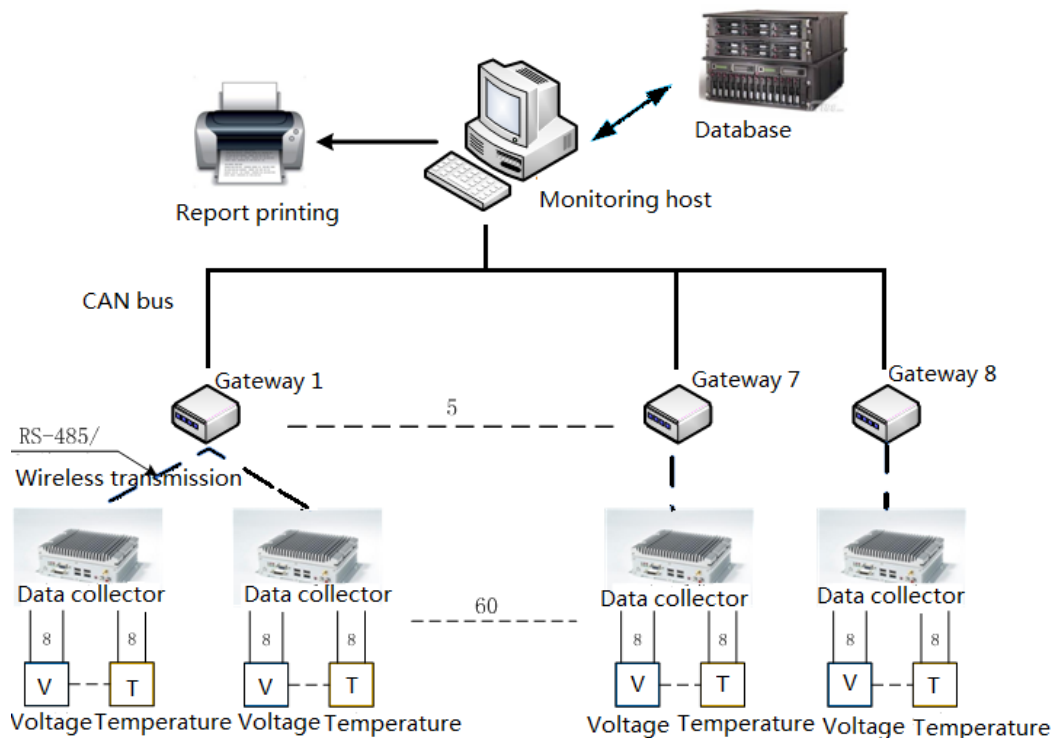 Database
Report printing
Monitoring host
CAN bus
Gateway 1
Gateway 7
Gateway 8
5
RS-485/
Wireless transmission
Data collector
Data collector
Data collector
Data collector
60
8
8
8
8
8
8
8
8
V
T
V
T
V
T
V
T
Voltage
Temperature
Voltage
Temperature
Voltage
Temperature
Voltage
Temperature